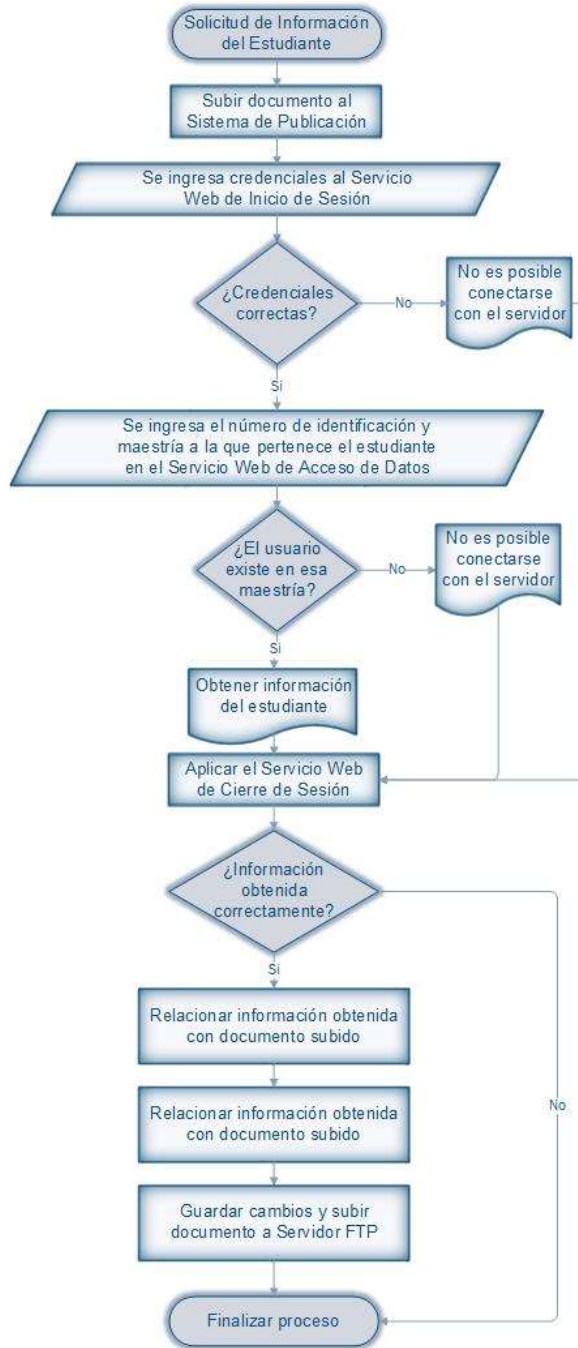 Solicitud de Información
del Estudiante
Subir documento al
Sistema de Publicación
Se ingresa credenciales al Servicio
Web de Inicio de Sesión
¿Credenciales
correctas?
No
No es posible
conectarse
con el servidor
Si
Se ingresa el número de identificación y
maestría a la que pertenece el estudiante
en el Servicio Web de Acceso de Datos
¿El usuario
existe en esa
maestría?
No
No es posible
conectarse
con el servidor
Si
Obtener información
del estudiante
Aplicar el Servicio Web
de Cierre de Sesión
¿Información
obtenida
correctamente?
Si
Relacionar información obtenida
con documento subido
No
Relacionar información obtenida
con documento subido
Guardar cambios y subir
documento a Servidor FTP
Finalizar proceso